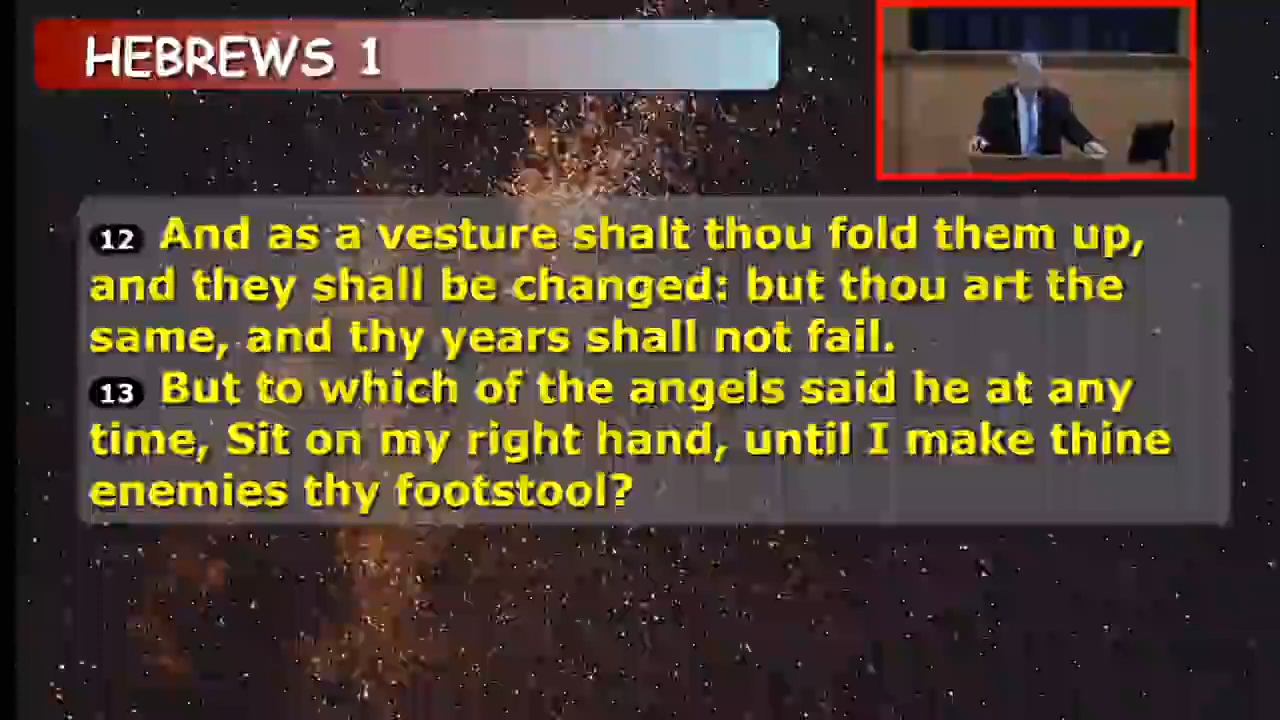 HEBREWS 1
12 And as a vesture shalt thou fold them up,
and they shall be changed: but thou art the
same, and thy years shall not fail.
13 But to which of the angels said he at any
time, Sit on my right hand, until I make thine
enemies thy footstool?